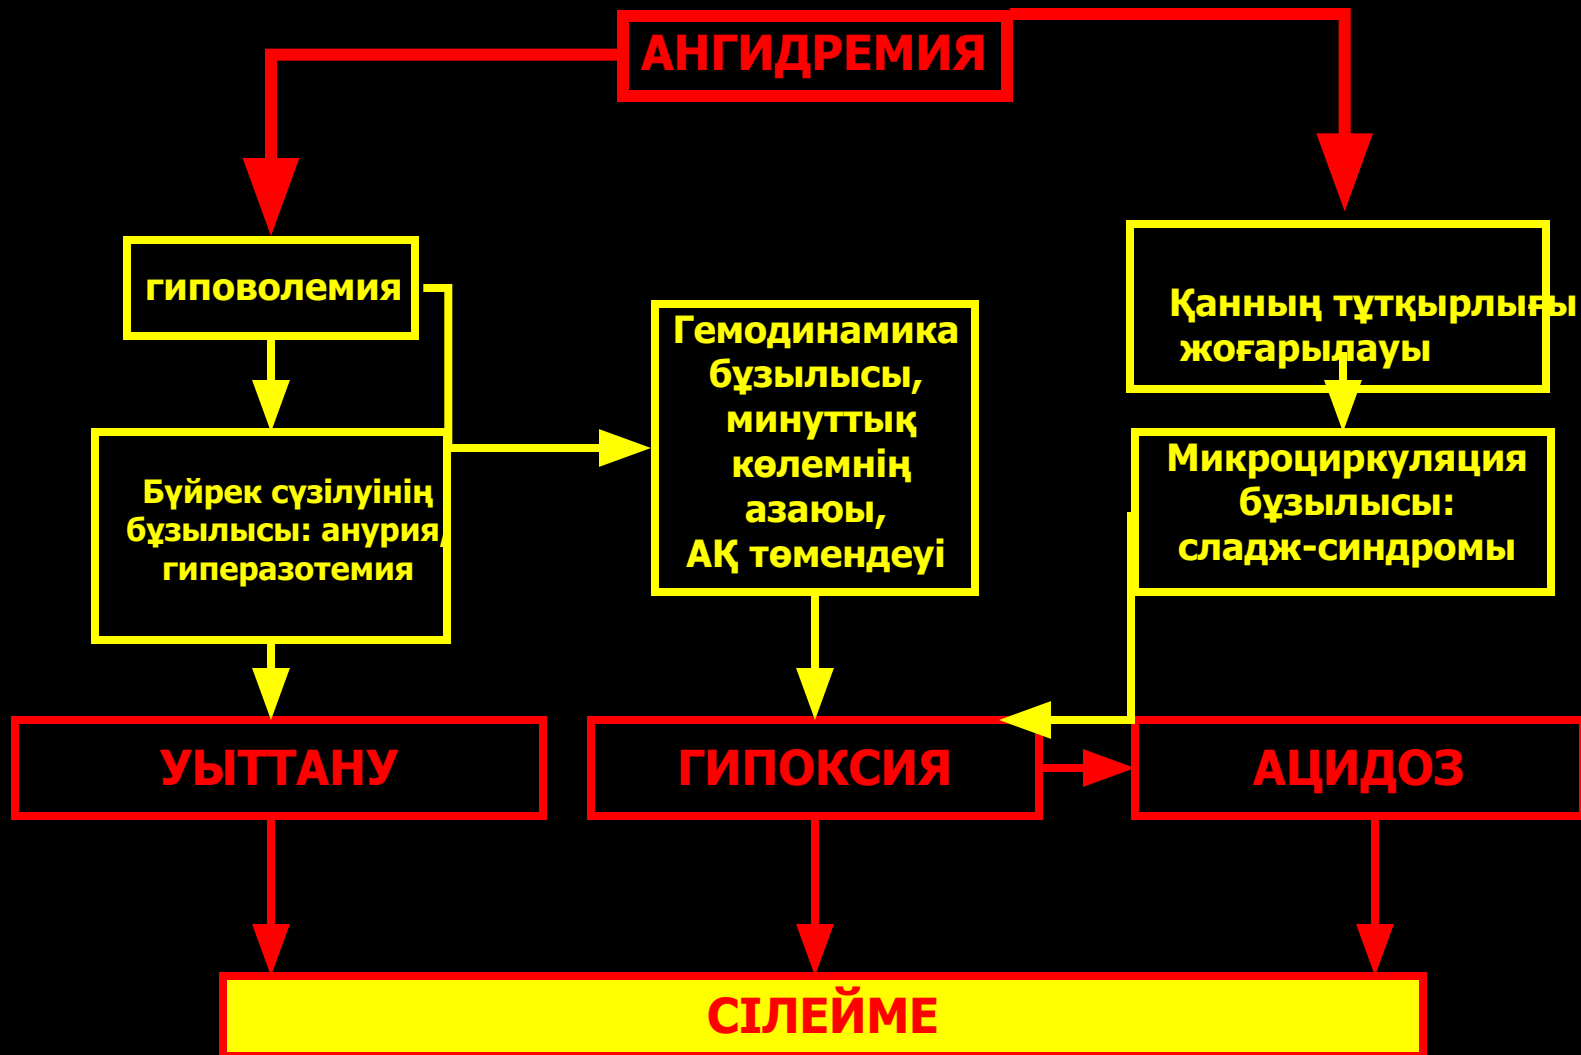 АНГИДРЕМИЯ
гиповолемия
Гемодинамика
бұзылысы,
минуттық
көлемнің
азаюы,
АҚ төмендеуі
Қанның тұтқырлығы
жоғарылауы
Бүйрек сүзілуінің
бұзылысы: анурия,
гиперазотемия
Микроциркуляция
бұзылысы:
сладж-синдромы
УЫТТАНУ
ГИПОКСИЯ
АЦИДОЗ
СІЛЕЙМЕ